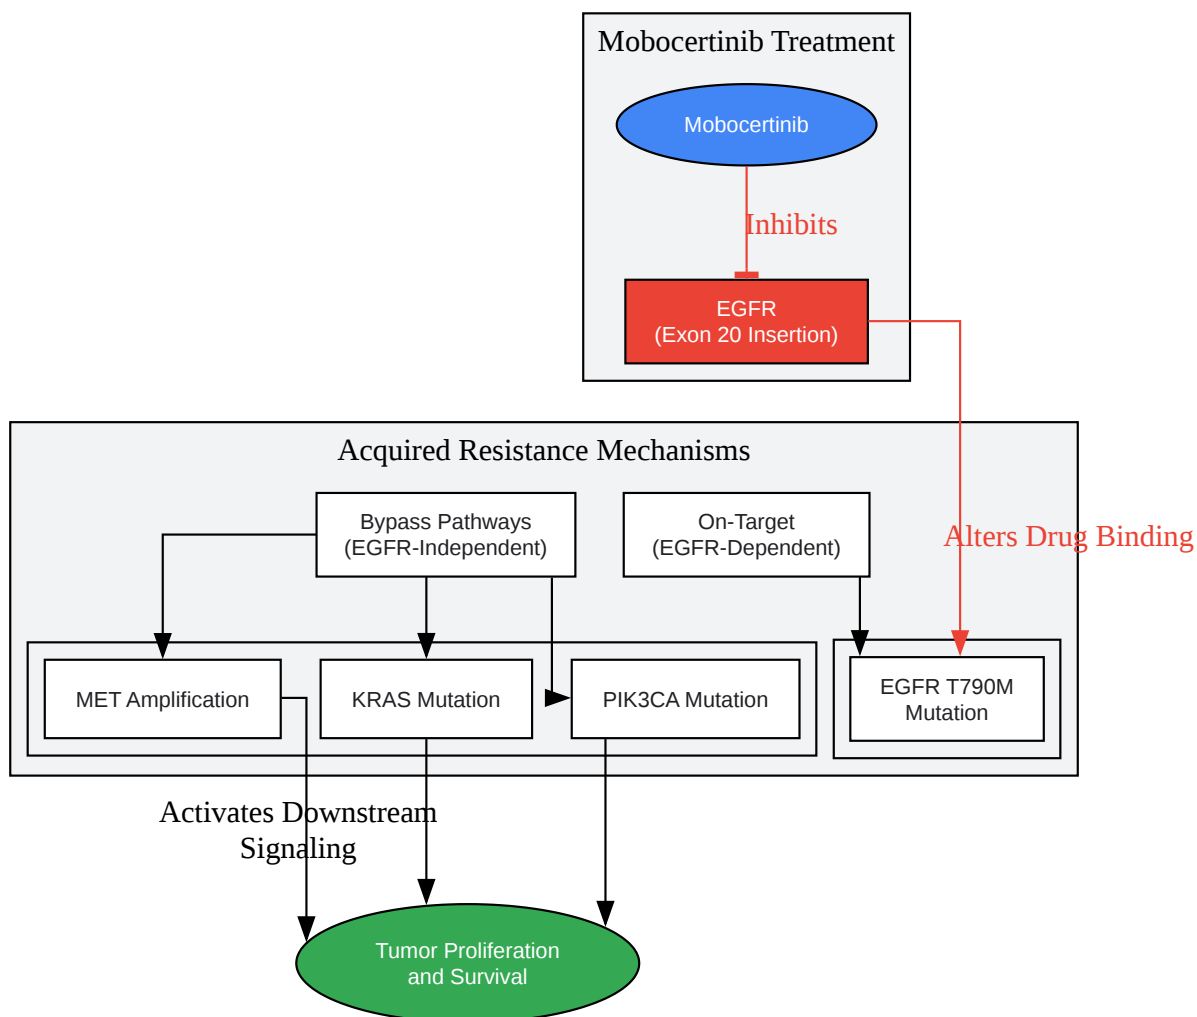 Mobocertinib Treatment
Mobocertinib
Inhibits
EGFR
(Exon 20 Insertion)
Acquired Resistance Mechanisms
Bypass Pathways
(EGFR-Independent)
On-Target
(EGFR-Dependent)
Alters Drug Binding
MET Amplification
KRAS Mutation
PIK3CA Mutation
EGFR T790M
Mutation
Activates Downstream
Signaling
Tumor Proliferation
and Survival